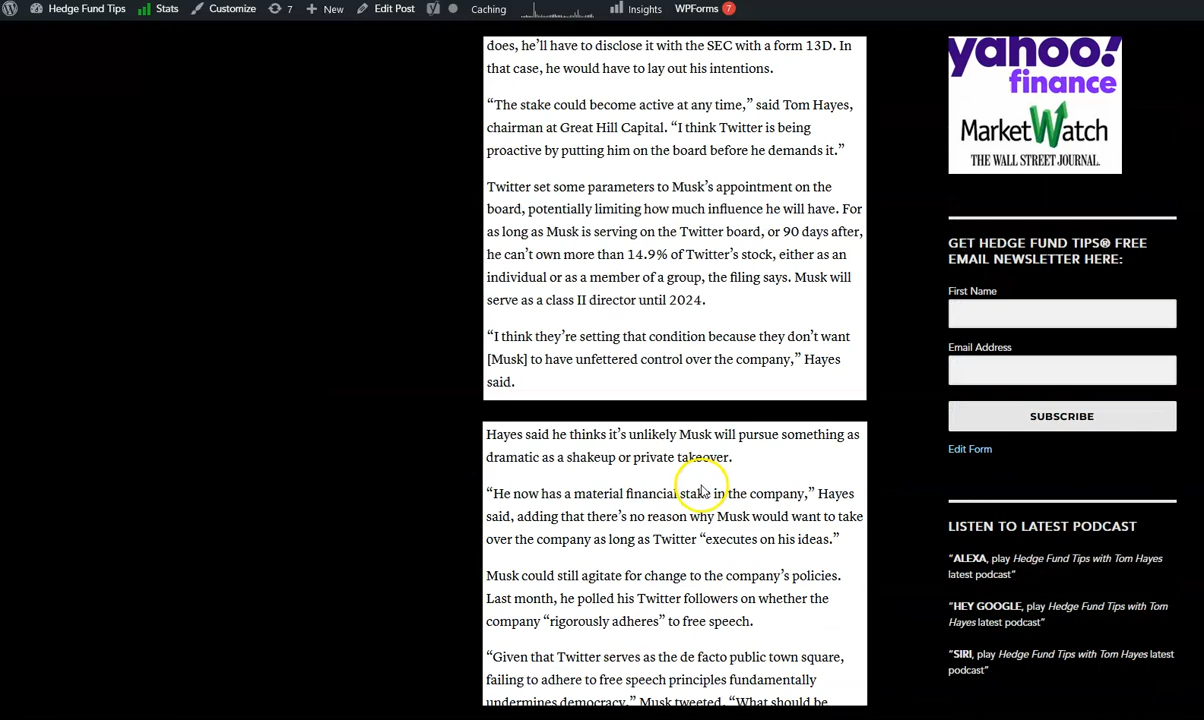 Hedge Fund Tips Stats Customize 7 New Edit Post Caching Insights WPForms 7
does, he’ll have to disclose it with the SEC with a form 13D. In
that case, he would have to lay out his intentions.
“The stake could become active at any time,” said Tom Hayes,
chairman at Great Hill Capital. “I think Twitter is being
proactive by putting him on the board before he demands it.”
Twitter set some parameters to Musk’s appointment on the
board, potentially limiting how much influence he will have. For
as long as Musk is serving on the Twitter board, or 90 days after,
he can’t own more than 14.9% of Twitter’s stock, either as an
individual or as a member of a group, the filing says. Musk will
serve as a class II director until 2024.
“I think they’re setting that condition because they don’t want
[Musk] to have unfettered control over the company,” Hayes
said.
Hayes said he thinks it’s unlikely Musk will pursue something as
dramatic as a shakeup or private takeover.
“He now has a material financial stake in the company,” Hayes
said, adding that there’s no reason why Musk would want to take
over the company as long as Twitter “executes on his ideas.”
Musk could still agitate for change to the company’s policies.
Last month, he polled his Twitter followers on whether the
company “rigorously adheres” to free speech.
“Given that Twitter serves as the de facto public town square,
failing to adhere to free speech principles fundamentally
undermines democracy,” Musk tweeted. “What should be
yahoo!
finance
MarketWatch
THE WALL STREET JOURNAL.
GET HEDGE FUND TIPS® FREE
EMAIL NEWSLETTER HERE:
First Name
Email Address
SUBSCRIBE
Edit Form
LISTEN TO LATEST PODCAST
“ALEXA, play Hedge Fund Tips with Tom Hayes
latest podcast”
“HEY GOOGLE, play Hedge Fund Tips with Tom
Hayes latest podcast”
“SIRI, play Hedge Fund Tips with Tom Hayes latest
podcast”